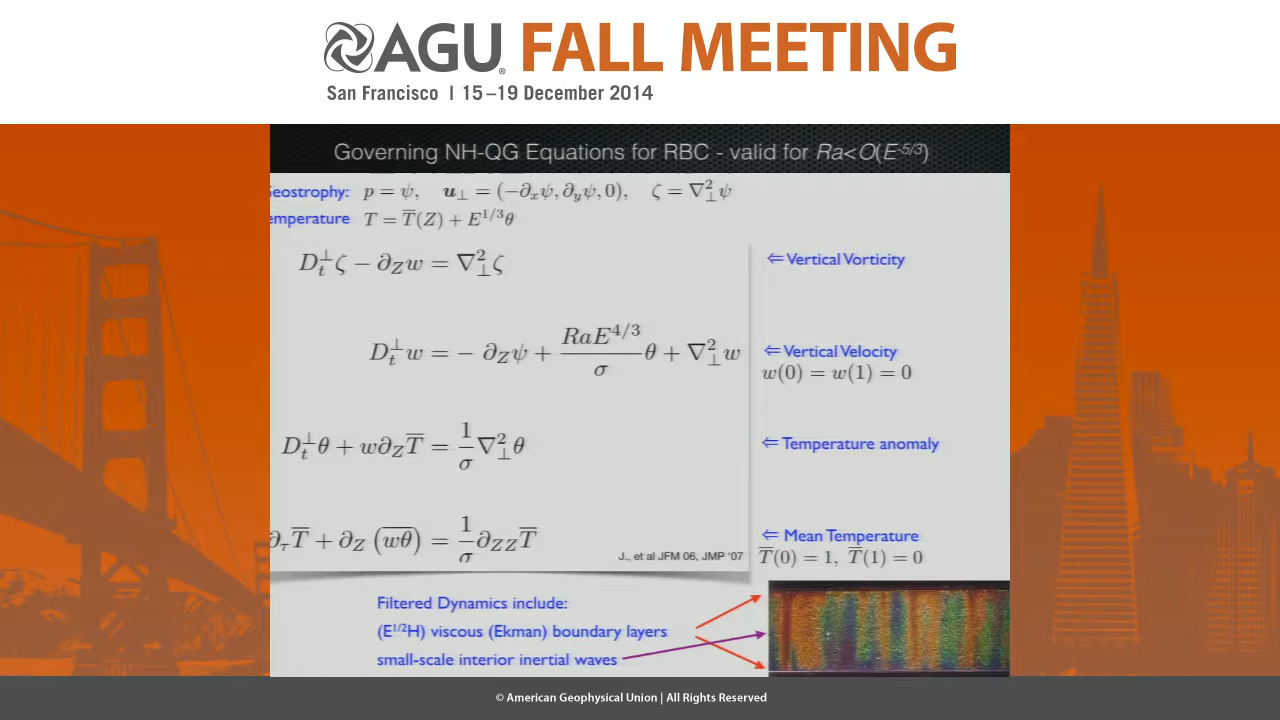 AGU FALL MEETING
San Francisco | 15–19 December 2014
Governing NH-QG Equations for RBC - valid for Ra<O(E^{-5/3})
eostrophy: p = ψ, u_⊥ = (−∂_xψ, ∂_yψ, 0), ζ = ∇²_⊥ψ
emperature T = T̅(Z) + E^{1/3}θ
D_t^⊥ζ − ∂_Z w = ∇²_⊥ζ ⇐ Vertical Vorticity
D_t^⊥w = − ∂_Zψ + RaE^{4/3}/σ θ + ∇²_⊥w ⇐ Vertical Velocity
w(0) = w(1) = 0
D_t^⊥θ + w∂_Z T̅ = 1/σ ∇²_⊥θ ⇐ Temperature anomaly
∂_τ T̅ + ∂_Z (w̅θ̅) = 1/σ ∂_ZZ T̅ ⇐ Mean Temperature
J., et al JFM 06, JMP '07 T̅(0) = 1, T̅(1) = 0
Filtered Dynamics include:
(E^{1/2}H) viscous (Ekman) boundary layers
small-scale interior inertial waves
© American Geophysical Union | All Rights Reserved